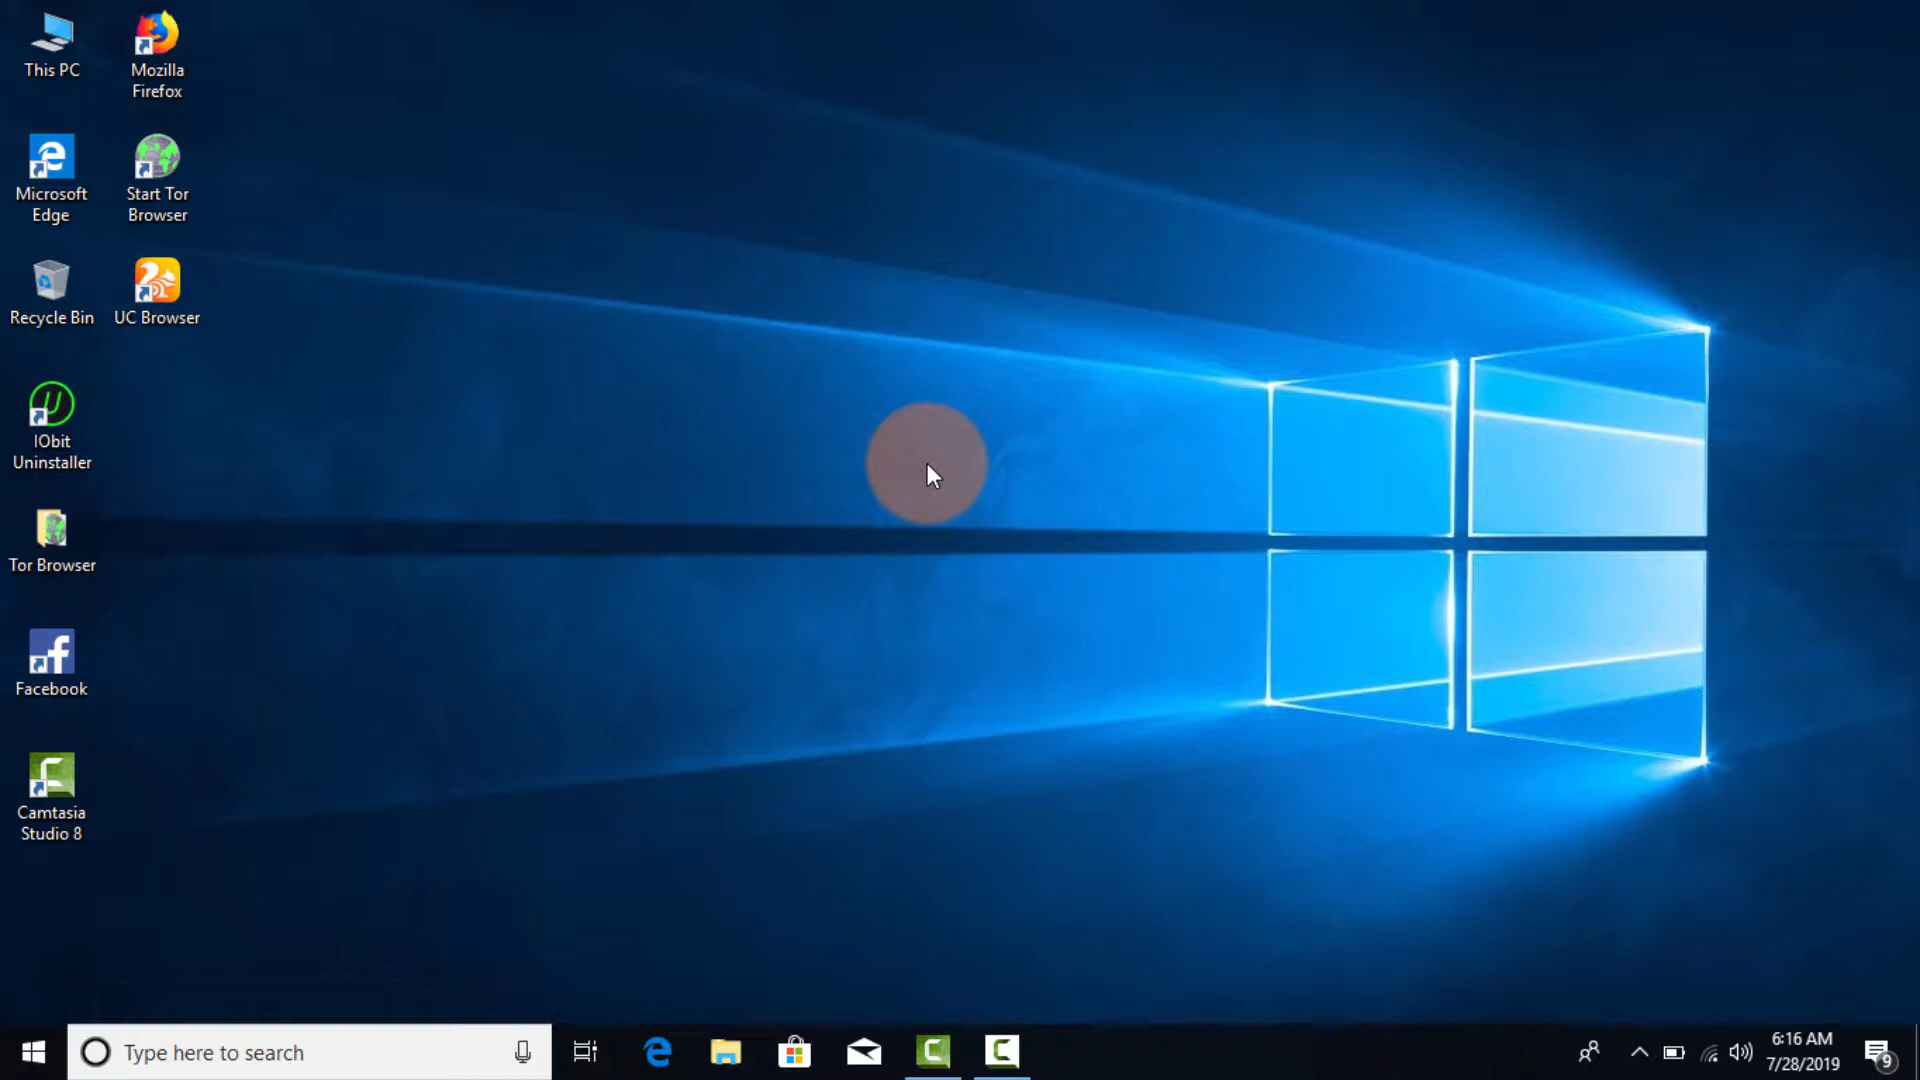 This PC
Mozilla
Firefox
Microsoft
Edge
Start Tor
Browser
Recycle Bin
UC Browser
IObit
Uninstaller
Tor Browser
Facebook
Camtasia
Studio 8
Type here to search
6:16 AM
7/28/2019
9